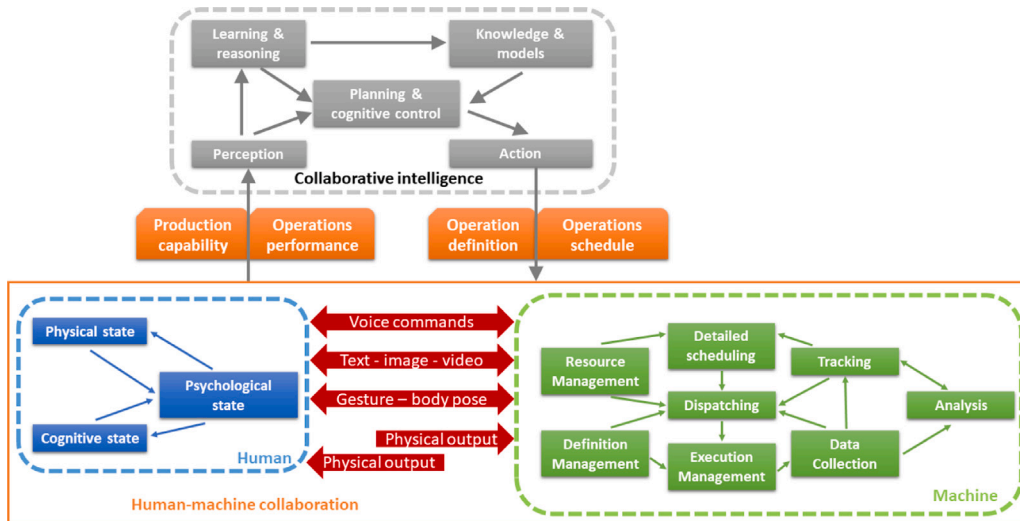 Learning &
reasoning
Knowledge &
models
Planning &
cognitive control
Perception
Action
Collaborative intelligence
Production
capability
Operations
performance
Operation
definition
Operations
schedule
Physical state
Psychological
state
Cognitive state
Human
Voice commands
Text - image - video
Gesture – body pose
Physical output
Physical output
Resource
Management
Detailed
scheduling
Tracking
Dispatching
Analysis
Definition
Management
Execution
Management
Data
Collection
Machine
Human-machine collaboration